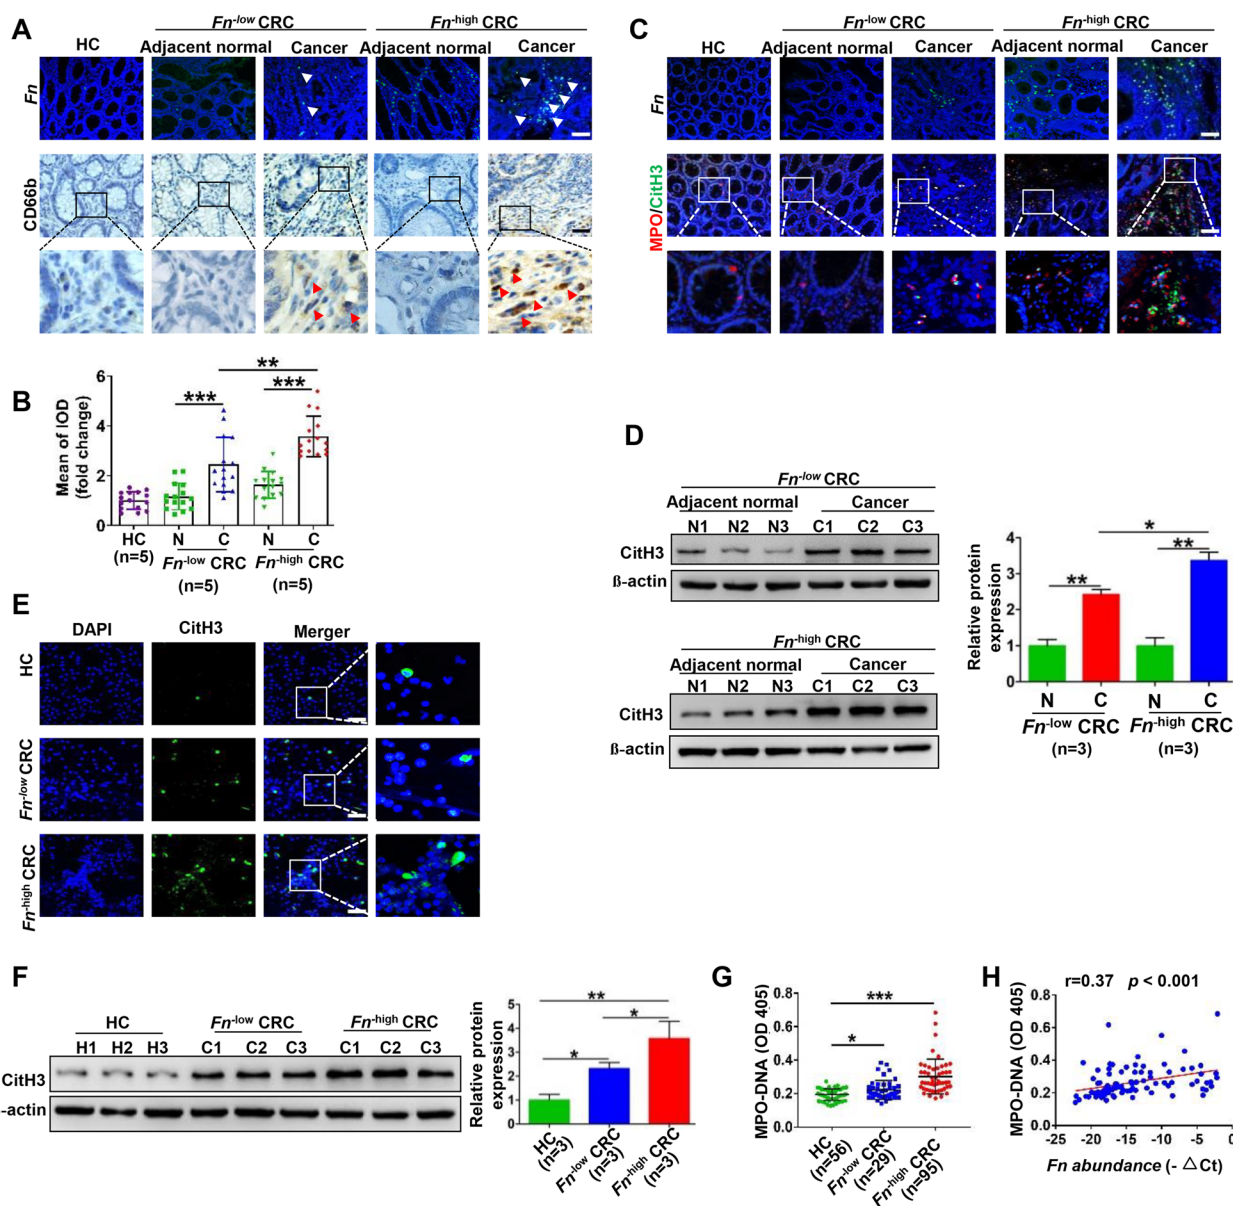 A
Fn-low CRC
Fn-high CRC
HC
Adjacent normal
Cancer
Adjacent normal
Cancer
Fn
CD66b
C
Fn-low CRC
Fn-high CRC
HC
Adjacent normal
Cancer
Adjacent normal
Cancer
Fn
MPO/CitH3
B
Mean of IOD
(fold change)
6
4
2
0
***
**
***
HC
(n=5)
N
C
N
C
Fn-low CRC
Fn-high CRC
(n=5)
(n=5)
D
Fn-low CRC
Adjacent normal
Cancer
N1 N2 N3 C1 C2 C3
CitH3
ß-actin
Fn-high CRC
Adjacent normal
Cancer
N1 N2 N3 C1 C2 C3
CitH3
ß-actin
Relative protein
expression
4
3
2
1
0
**
*
**
N
C
N
C
Fn-low CRC
Fn-high CRC
(n=3)
(n=3)
E
DAPI
CitH3
Merger
HC
Fn-low CRC
Fn-high CRC
F
HC
Fn-low CRC
Fn-high CRC
H1 H2 H3 C1 C2 C3 C1 C2 C3
CitH3
-actin
Relative protein
expression
5
4
3
2
1
0
**
*
*
HC
(n=3)
Fn-low CRC
(n=3)
Fn-high CRC
(n=3)
G
MPO-DNA (OD 405)
0.8
0.6
0.4
0.2
0.0
***
*
HC
(n=56)
Fn-low CRC
(n=29)
Fn-high CRC
(n=95)
H
r=0.37 p < 0.001
MPO-DNA (OD 405)
0.8
0.6
0.4
0.2
0.0
-25 -20 -15 -10 -5 0
Fn abundance (- △Ct)